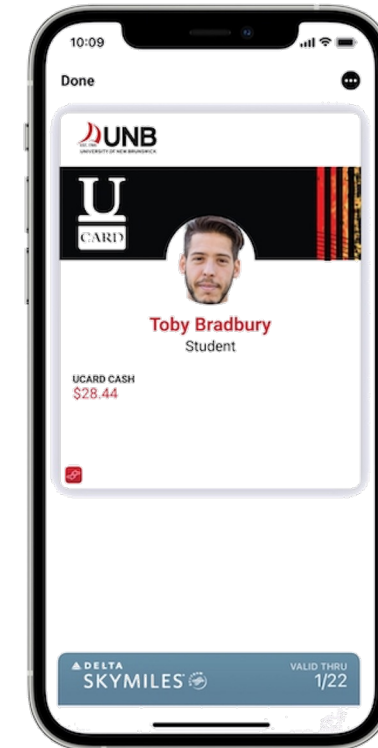 10:09
Done
UNB
UNIVERSITY OF NEW BRUNSWICK
U
CARD
Toby Bradbury
Student
UCARD CASH
$28.44
DELTA
SKYMILES
VALID THRU
1/22